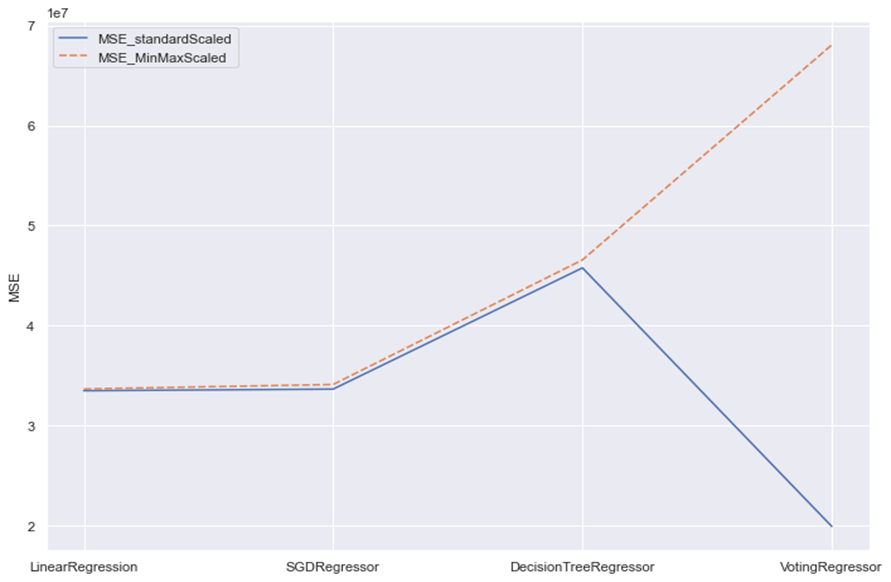 1e7
7
MSE_standardScaled
MSE_MinMaxScaled
6
5
MSE
4
3
2
LinearRegression SGDRegressor DecisionTreeRegressor VotingRegressor